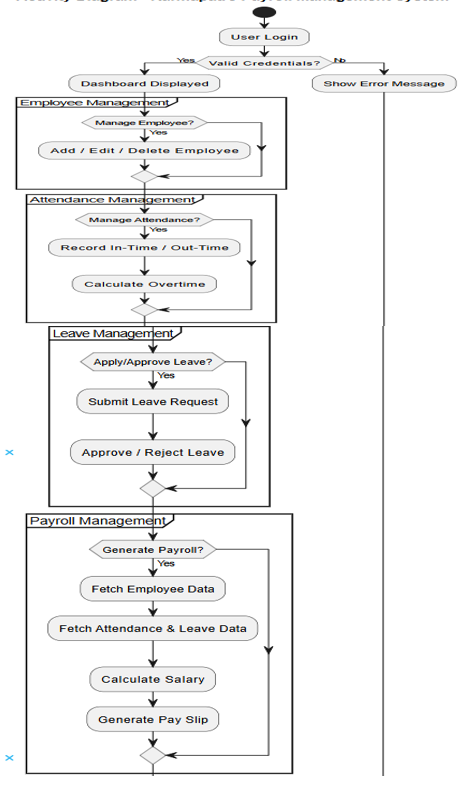 User Login
Valid Credentials?
Yes
No
Dashboard Displayed
Show Error Message
Employee Management
Manage Employee?
Yes
Add / Edit / Delete Employee
Attendance Management
Manage Attendance?
Yes
Record In-Time / Out-Time
Calculate Overtime
Leave Management
Apply/Approve Leave?
Yes
Submit Leave Request
Approve / Reject Leave
x
Payroll Management
Generate Payroll?
Yes
Fetch Employee Data
Fetch Attendance & Leave Data
Calculate Salary
Generate Pay Slip
x